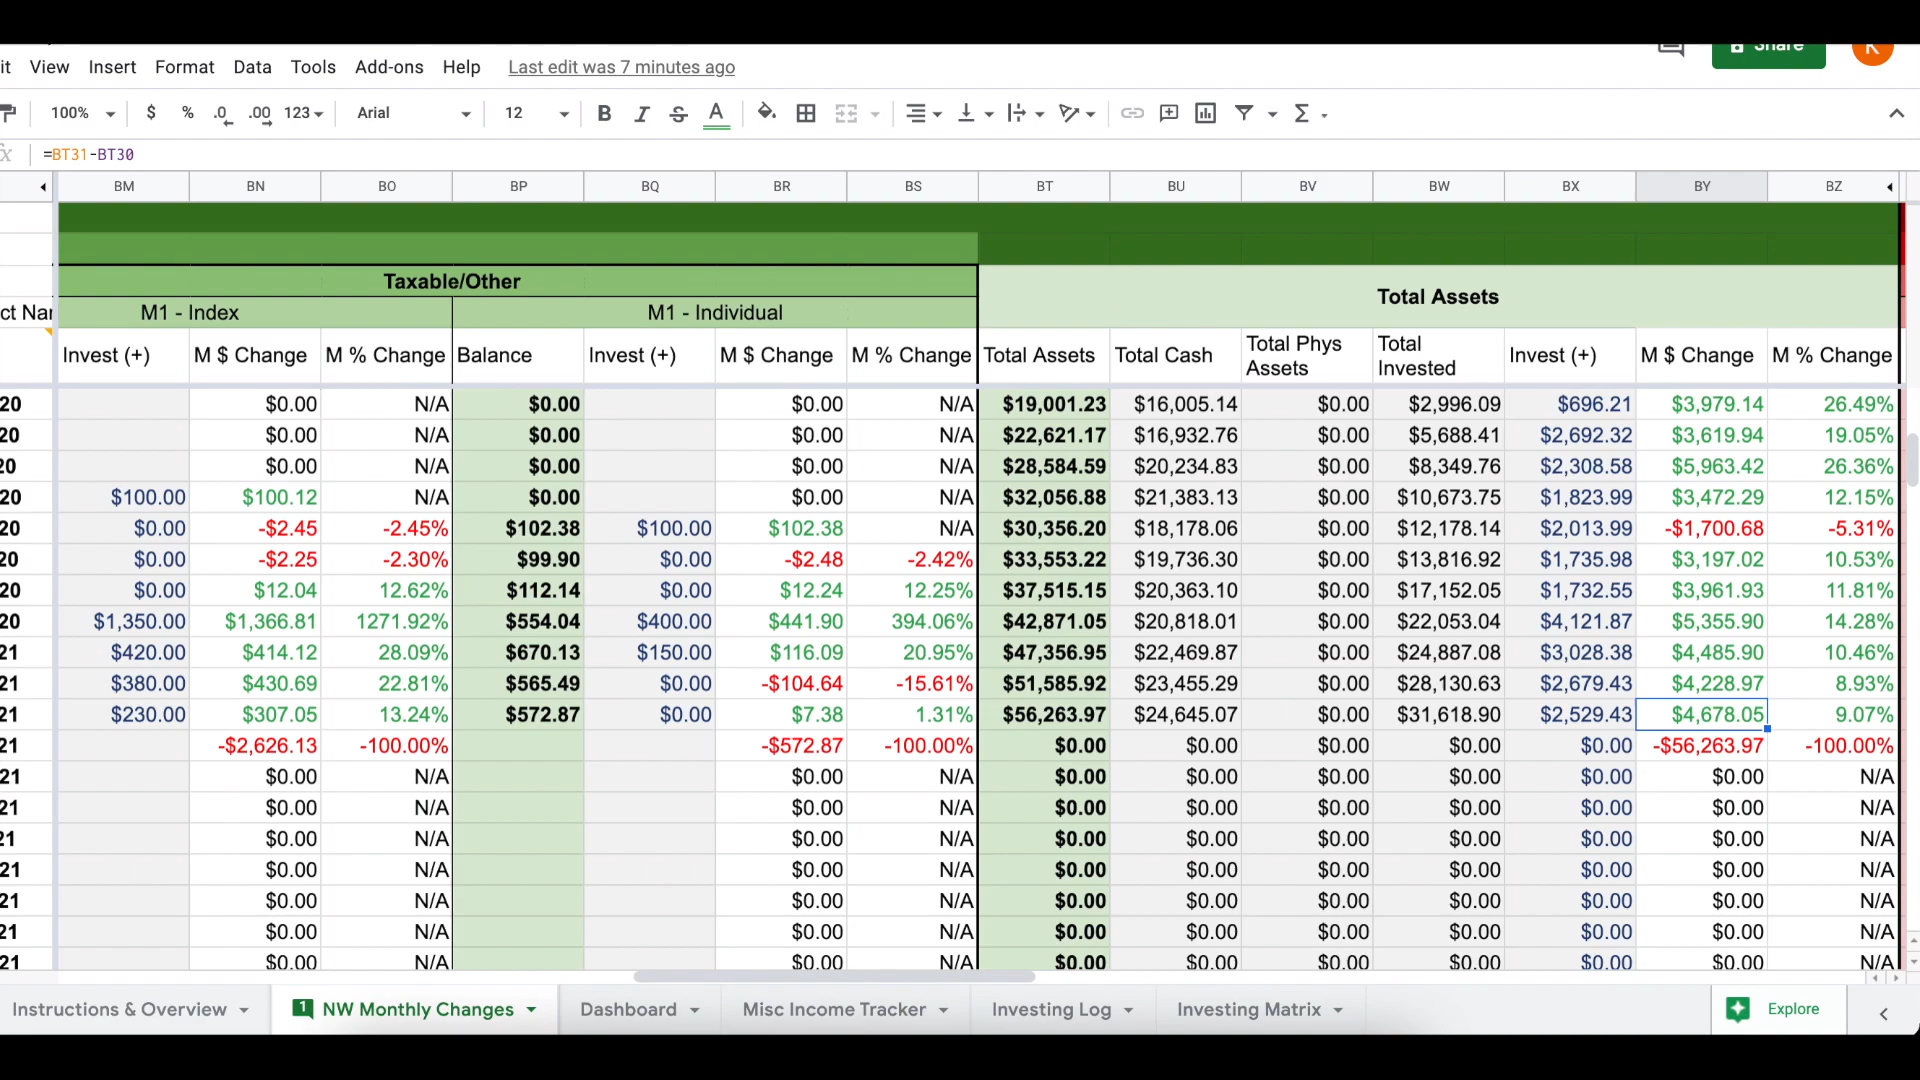 it View Insert Format Data Tools Add-ons Help Last edit was 7 minutes ago Share K
100% $ % .0 .00 123 Arial 12 B I S A Σ
fx =BT31-BT30
BM BN BO BP BQ BR BS BT BU BV BW BX BY BZ
Taxable/Other
Total Assets
ct Nar M1 - Index M1 - Individual
Invest (+) M $ Change M % Change Balance Invest (+) M $ Change M % Change Total Assets Total Cash Total Phys Assets Total Invested Invest (+) M $ Change M % Change
20 $0.00 N/A $0.00 $0.00 N/A $19,001.23 $16,005.14 $0.00 $2,996.09 $696.21 $3,979.14 26.49%
20 $0.00 N/A $0.00 $0.00 N/A $22,621.17 $16,932.76 $0.00 $5,688.41 $2,692.32 $3,619.94 19.05%
20 $0.00 N/A $0.00 $0.00 N/A $28,584.59 $20,234.83 $0.00 $8,349.76 $2,308.58 $5,963.42 26.36%
20 $100.00 $100.12 N/A $0.00 $0.00 N/A $32,056.88 $21,383.13 $0.00 $10,673.75 $1,823.99 $3,472.29 12.15%
20 $0.00 -$2.45 -2.45% $102.38 $100.00 $102.38 N/A $30,356.20 $18,178.06 $0.00 $12,178.14 $2,013.99 -$1,700.68 -5.31%
20 $0.00 -$2.25 -2.30% $99.90 $0.00 -$2.48 -2.42% $33,553.22 $19,736.30 $0.00 $13,816.92 $1,735.98 $3,197.02 10.53%
20 $0.00 $12.04 12.62% $112.14 $0.00 $12.24 12.25% $37,515.15 $20,363.10 $0.00 $17,152.05 $1,732.55 $3,961.93 11.81%
20 $1,350.00 $1,366.81 1271.92% $554.04 $400.00 $441.90 394.06% $42,871.05 $20,818.01 $0.00 $22,053.04 $4,121.87 $5,355.90 14.28%
21 $420.00 $414.12 28.09% $670.13 $150.00 $116.09 20.95% $47,356.95 $22,469.87 $0.00 $24,887.08 $3,028.38 $4,485.90 10.46%
21 $380.00 $430.69 22.81% $565.49 $0.00 -$104.64 -15.61% $51,585.92 $23,455.29 $0.00 $28,130.63 $2,679.43 $4,228.97 8.93%
21 $230.00 $307.05 13.24% $572.87 $0.00 $7.38 1.31% $56,263.97 $24,645.07 $0.00 $31,618.90 $2,529.43 $4,678.05 9.07%
21 -$2,626.13 -100.00% -$572.87 -100.00% $0.00 $0.00 $0.00 $0.00 $0.00 -$56,263.97 -100.00%
21 $0.00 N/A $0.00 N/A $0.00 $0.00 $0.00 $0.00 $0.00 $0.00 N/A
21 $0.00 N/A $0.00 N/A $0.00 $0.00 $0.00 $0.00 $0.00 $0.00 N/A
21 $0.00 N/A $0.00 N/A $0.00 $0.00 $0.00 $0.00 $0.00 $0.00 N/A
21 $0.00 N/A $0.00 N/A $0.00 $0.00 $0.00 $0.00 $0.00 $0.00 N/A
21 $0.00 N/A $0.00 N/A $0.00 $0.00 $0.00 $0.00 $0.00 $0.00 N/A
21 $0.00 N/A $0.00 N/A $0.00 $0.00 $0.00 $0.00 $0.00 $0.00 N/A
21 $0.00 N/A $0.00 N/A $0.00 $0.00 $0.00 $0.00 $0.00 $0.00 N/A
Instructions & Overview 1 NW Monthly Changes Dashboard Misc Income Tracker Investing Log Investing Matrix Explore